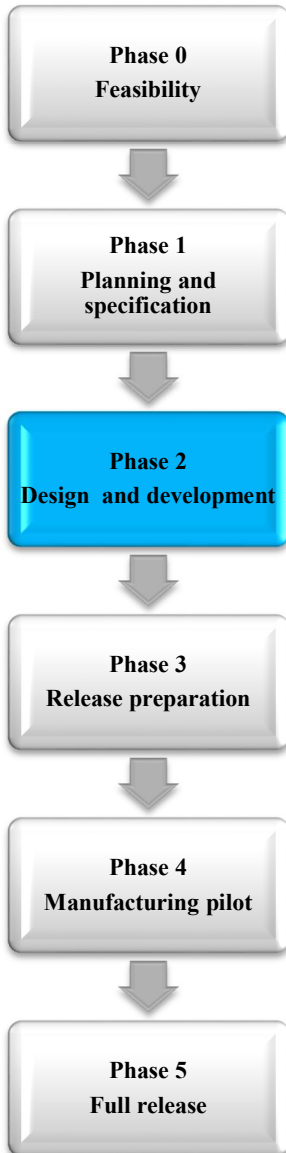 Phase 0
Feasibility
Phase 1
Planning and
specification
Phase 2
Design and development
Phase 3
Release preparation
Phase 4
Manufacturing pilot
Phase 5
Full release